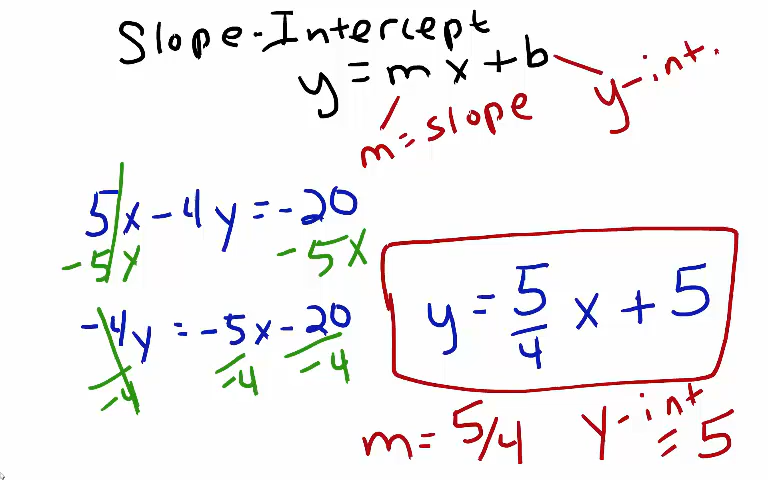 Slope-Intercept
y = mx + b
y-int.
m = slope
5x - 4y = -20
-5x -5x
-4y = -5x - 20
-4 -4 -4
y = 5/4 x + 5
m = 5/4
y-int = 5